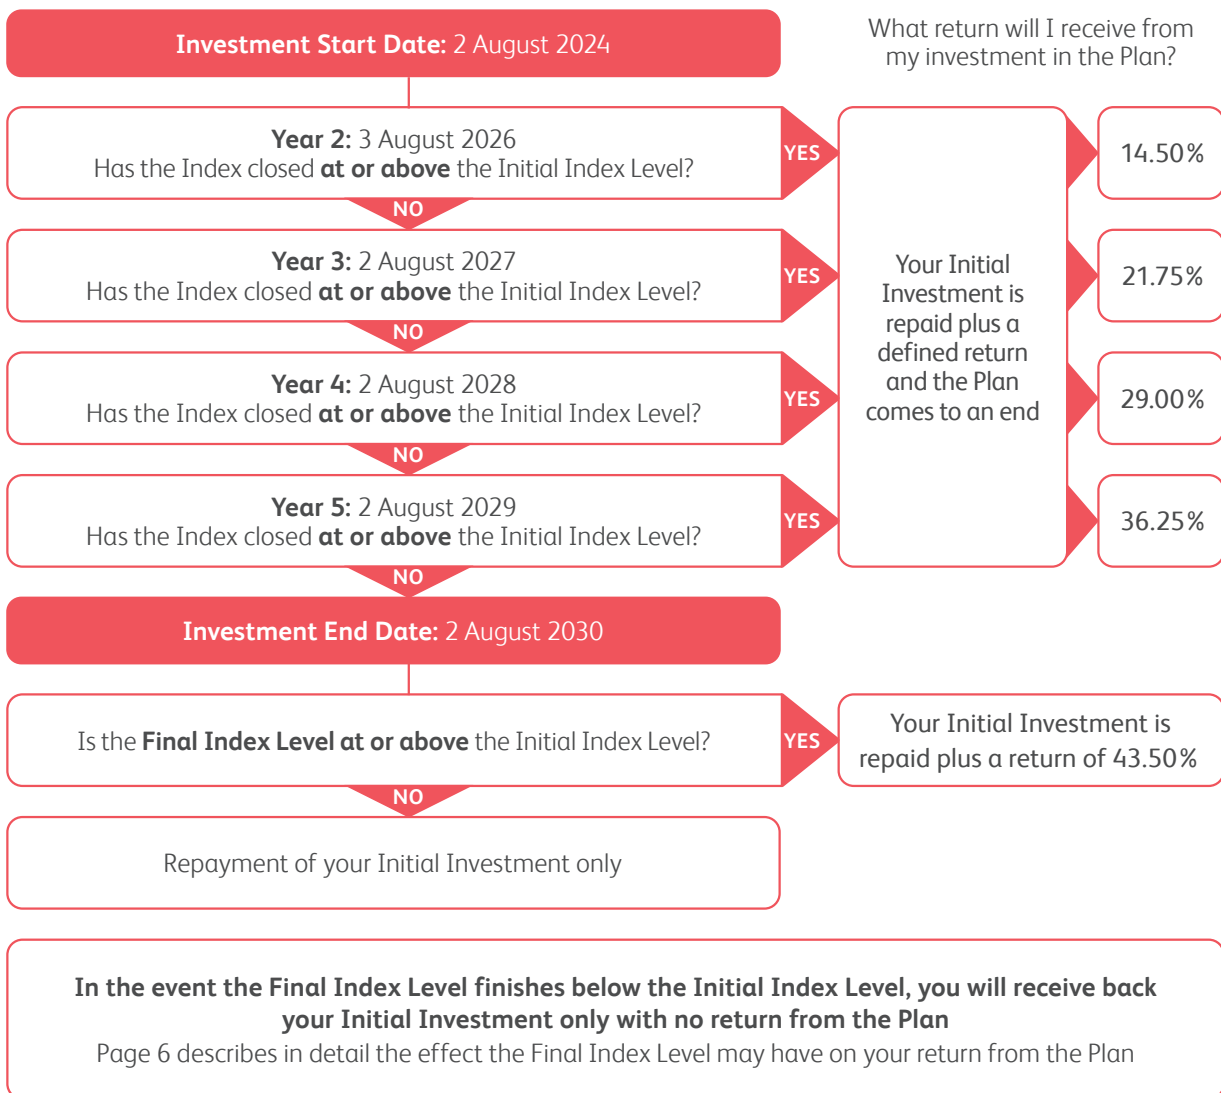 Investment Start Date: 2 August 2024
What return will I receive from
my investment in the Plan?
Year 2: 3 August 2026
Has the Index closed at or above the Initial Index Level?
YES
14.50%
NO
Year 3: 2 August 2027
Has the Index closed at or above the Initial Index Level?
YES
21.75%
NO
Year 4: 2 August 2028
Has the Index closed at or above the Initial Index Level?
YES
29.00%
NO
Year 5: 2 August 2029
Has the Index closed at or above the Initial Index Level?
YES
36.25%
NO
Your Initial
Investment is
repaid plus a
defined return
and the Plan
comes to an end
Investment End Date: 2 August 2030
Is the Final Index Level at or above the Initial Index Level?
YES
Your Initial Investment is
repaid plus a return of 43.50%
NO
Repayment of your Initial Investment only
In the event the Final Index Level finishes below the Initial Index Level, you will receive back
your Initial Investment only with no return from the Plan
Page 6 describes in detail the effect the Final Index Level may have on your return from the Plan